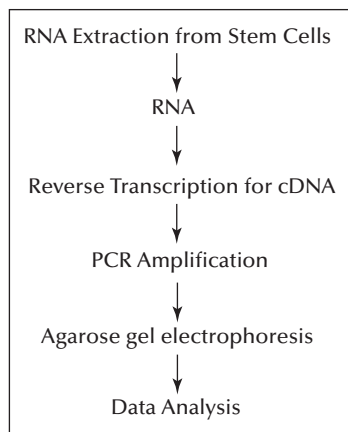 RNA Extraction from Stem Cells
RNA
Reverse Transcription for cDNA
PCR Amplification
Agarose gel electrophoresis
Data Analysis